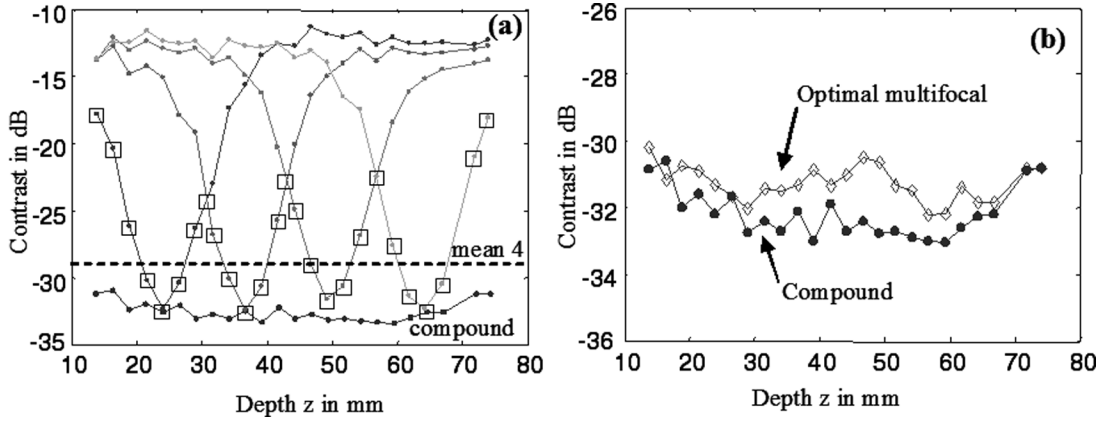 (a)
-10
-15
-20
-25
-30
-35
Contrast in dB
mean 4
compound
10 20 30 40 50 60 70 80
Depth z in mm
(b)
-26
-28
-30
-32
-34
-36
Contrast in dB
Optimal multifocal
Compound
10 20 30 40 50 60 70 80
Depth z in mm